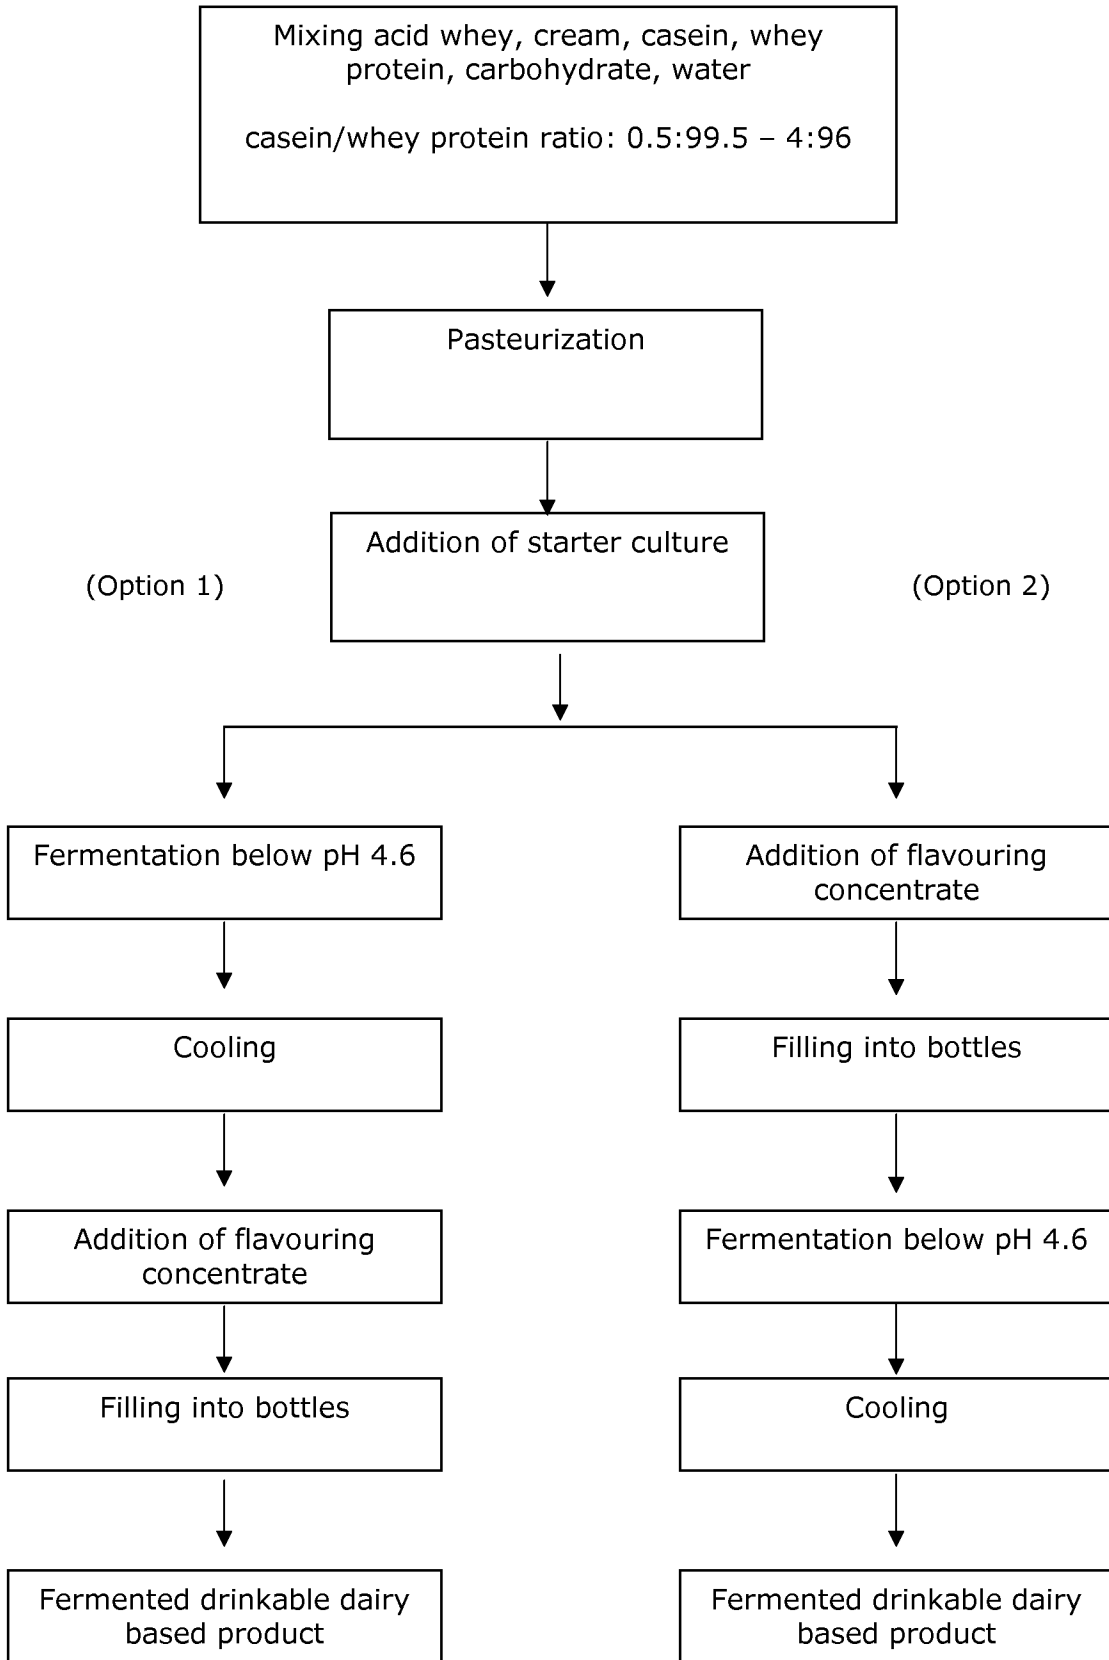 Mixing acid whey, cream, casein, whey
protein, carbohydrate, water
casein/whey protein ratio: 0.5:99.5 – 4:96
Pasteurization
Addition of starter culture
(Option 1)
(Option 2)
Fermentation below pH 4.6
Cooling
Addition of flavouring
concentrate
Filling into bottles
Fermented drinkable dairy
based product
Addition of flavouring
concentrate
Filling into bottles
Fermentation below pH 4.6
Cooling
Fermented drinkable dairy
based product